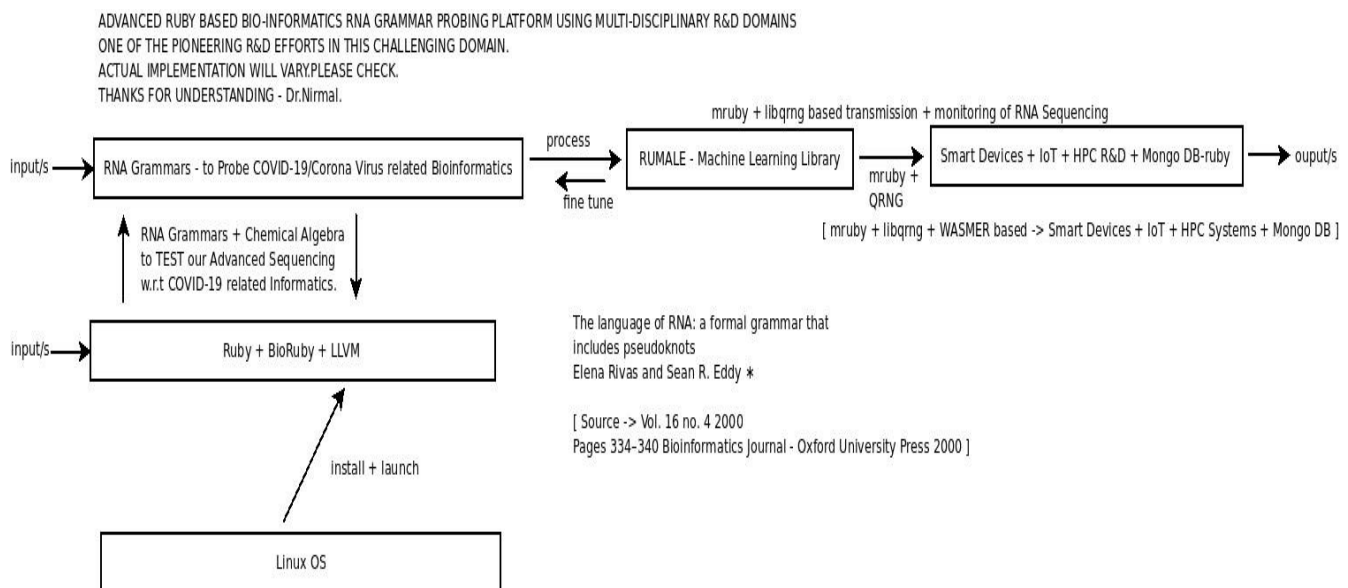 ADVANCED RUBY BASED BIO-INFORMATICS RNA GRAMMAR PROBING PLATFORM USING MULTI-DISCIPLINARY R&D DOMAINS
ONE OF THE PIONEERING R&D EFFORTS IN THIS CHALLENGING DOMAIN.
ACTUAL IMPLEMENTATION WILL VARY.PLEASE CHECK.
THANKS FOR UNDERSTANDING - Dr.Nirmal.
mruby + libqrng based transmission + monitoring of RNA Sequencing
input/s
RNA Grammars - to Probe COVID-19/Corona Virus related Bioinformatics
process
fine tune
RUMALE - Machine Learning Library
mruby +
QRNG
Smart Devices + IoT + HPC R&D + Mongo DB-ruby
ouput/s
[ mruby + libqrng + WASMER based -> Smart Devices + IoT + HPC Systems + Mongo DB ]
RNA Grammars + Chemical Algebra
to TEST our Advanced Sequencing
w.r.t COVID-19 related Informatics.
input/s
Ruby + BioRuby + LLVM
The language of RNA: a formal grammar that
includes pseudoknots
Elena Rivas and Sean R. Eddy ∗
[ Source -> Vol. 16 no. 4 2000
Pages 334–340 Bioinformatics Journal - Oxford University Press 2000 ]
install + launch
Linux OS